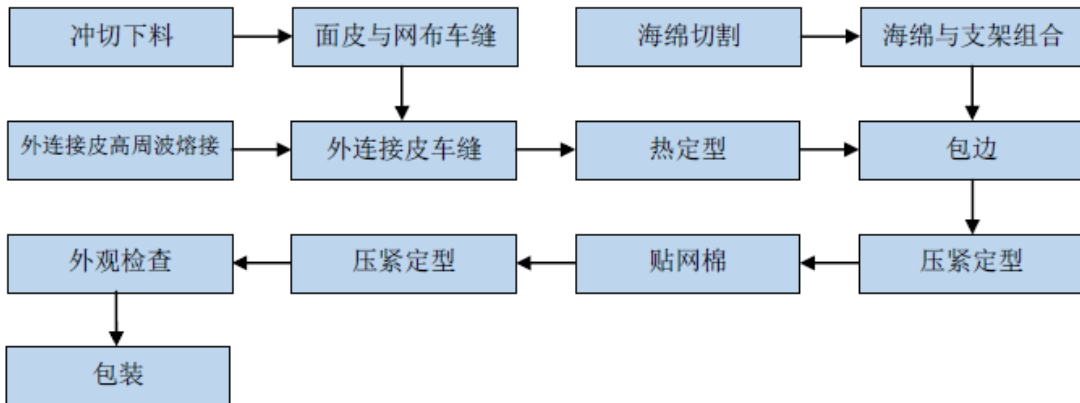 冲切下料
面皮与网布车缝
海绵切割
海绵与支架组合
外连接皮高周波熔接
外连接皮车缝
热定型
包边
外观检查
压紧定型
贴网棉
压紧定型
包装